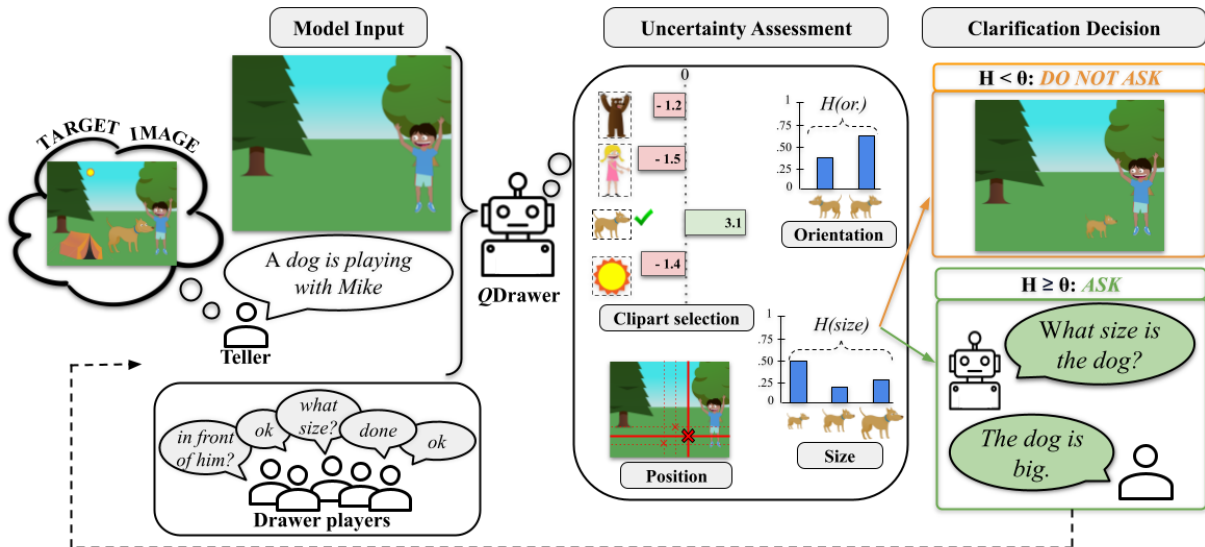 Model Input
Uncertainty Assessment
Clarification Decision
TARGET IMAGE
A dog is playing
with Mike
Teller
in front
of him?
ok
what
size?
done
ok
Drawer players
QDrawer
0
- 1.2
- 1.5
3.1
- 1.4
Clipart selection
Position
H(or.)
1
.75
.50
.25
0
Orientation
H(size)
1
.75
.50
.25
0
Size
H < θ: DO NOT ASK
H ≥ θ: ASK
What size is
the dog?
The dog is
big.